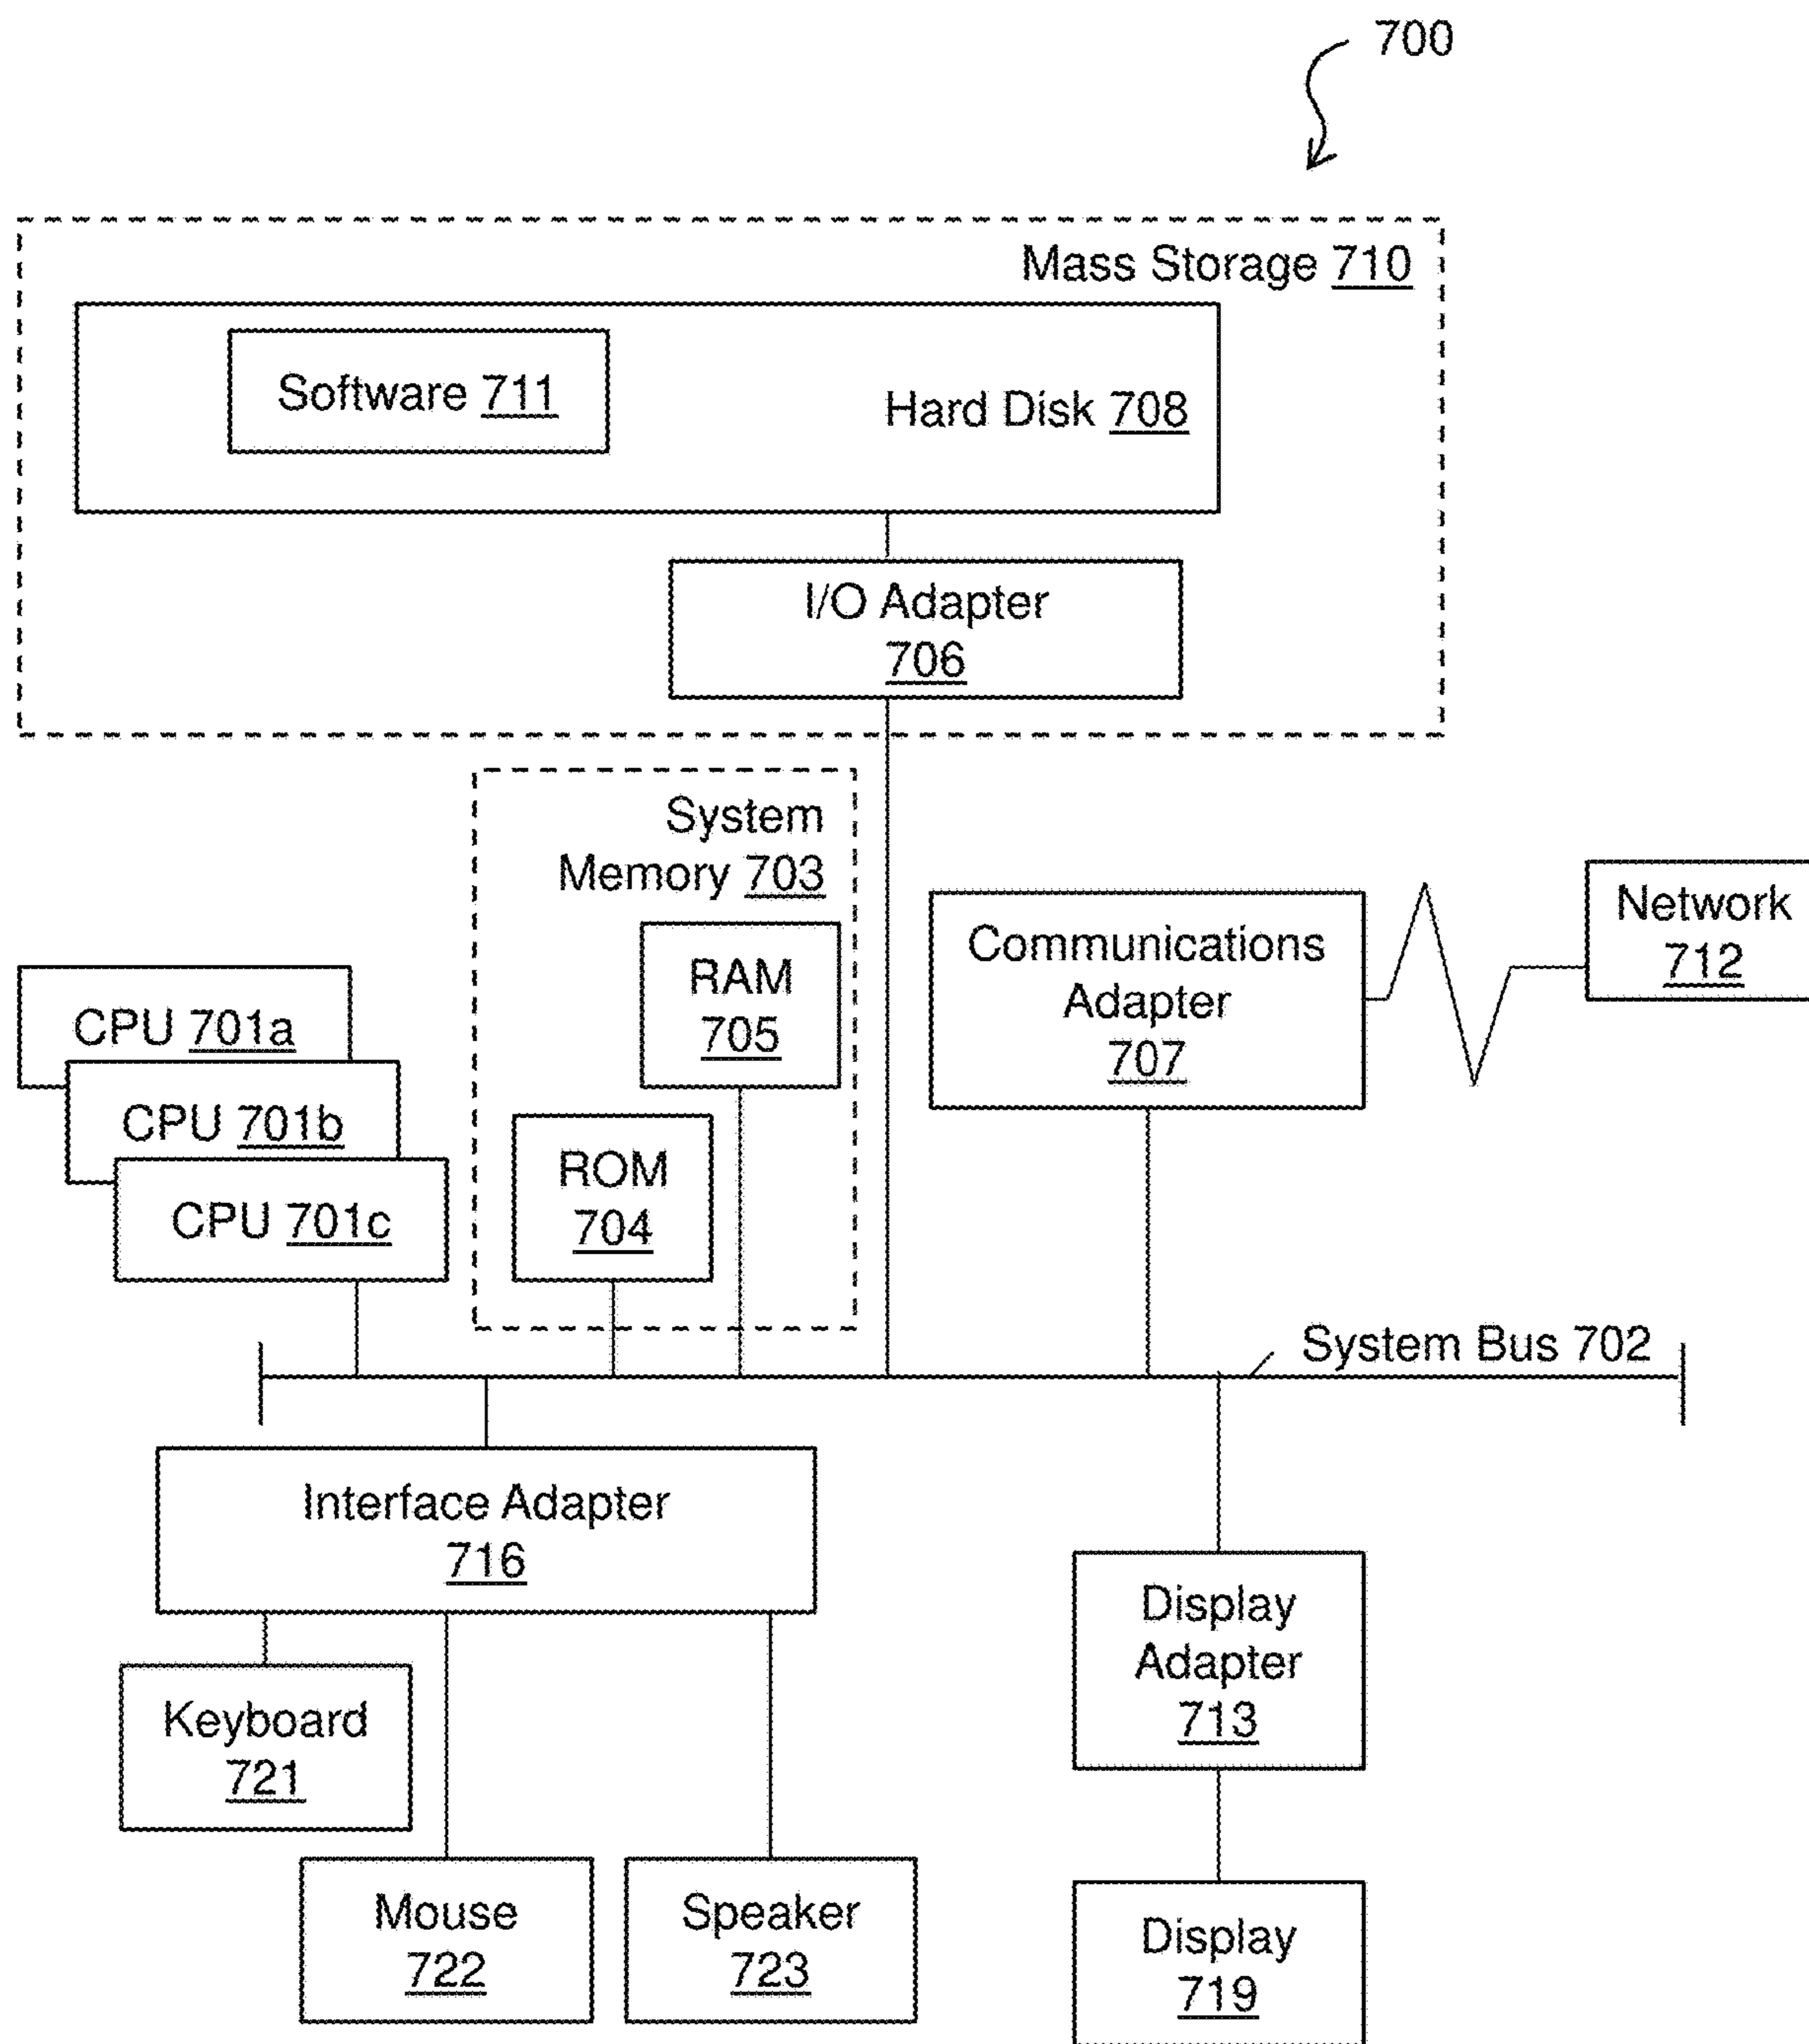 700
Mass Storage 710
Software 711
Hard Disk 708
I/O Adapter
706
System
Memory 703
RAM
705
ROM
704
CPU 701a
CPU 701b
CPU 701c
Communications
Adapter
707
Network
712
System Bus 702
Interface Adapter
716
Keyboard
721
Mouse
722
Speaker
723
Display
Adapter
713
Display
719